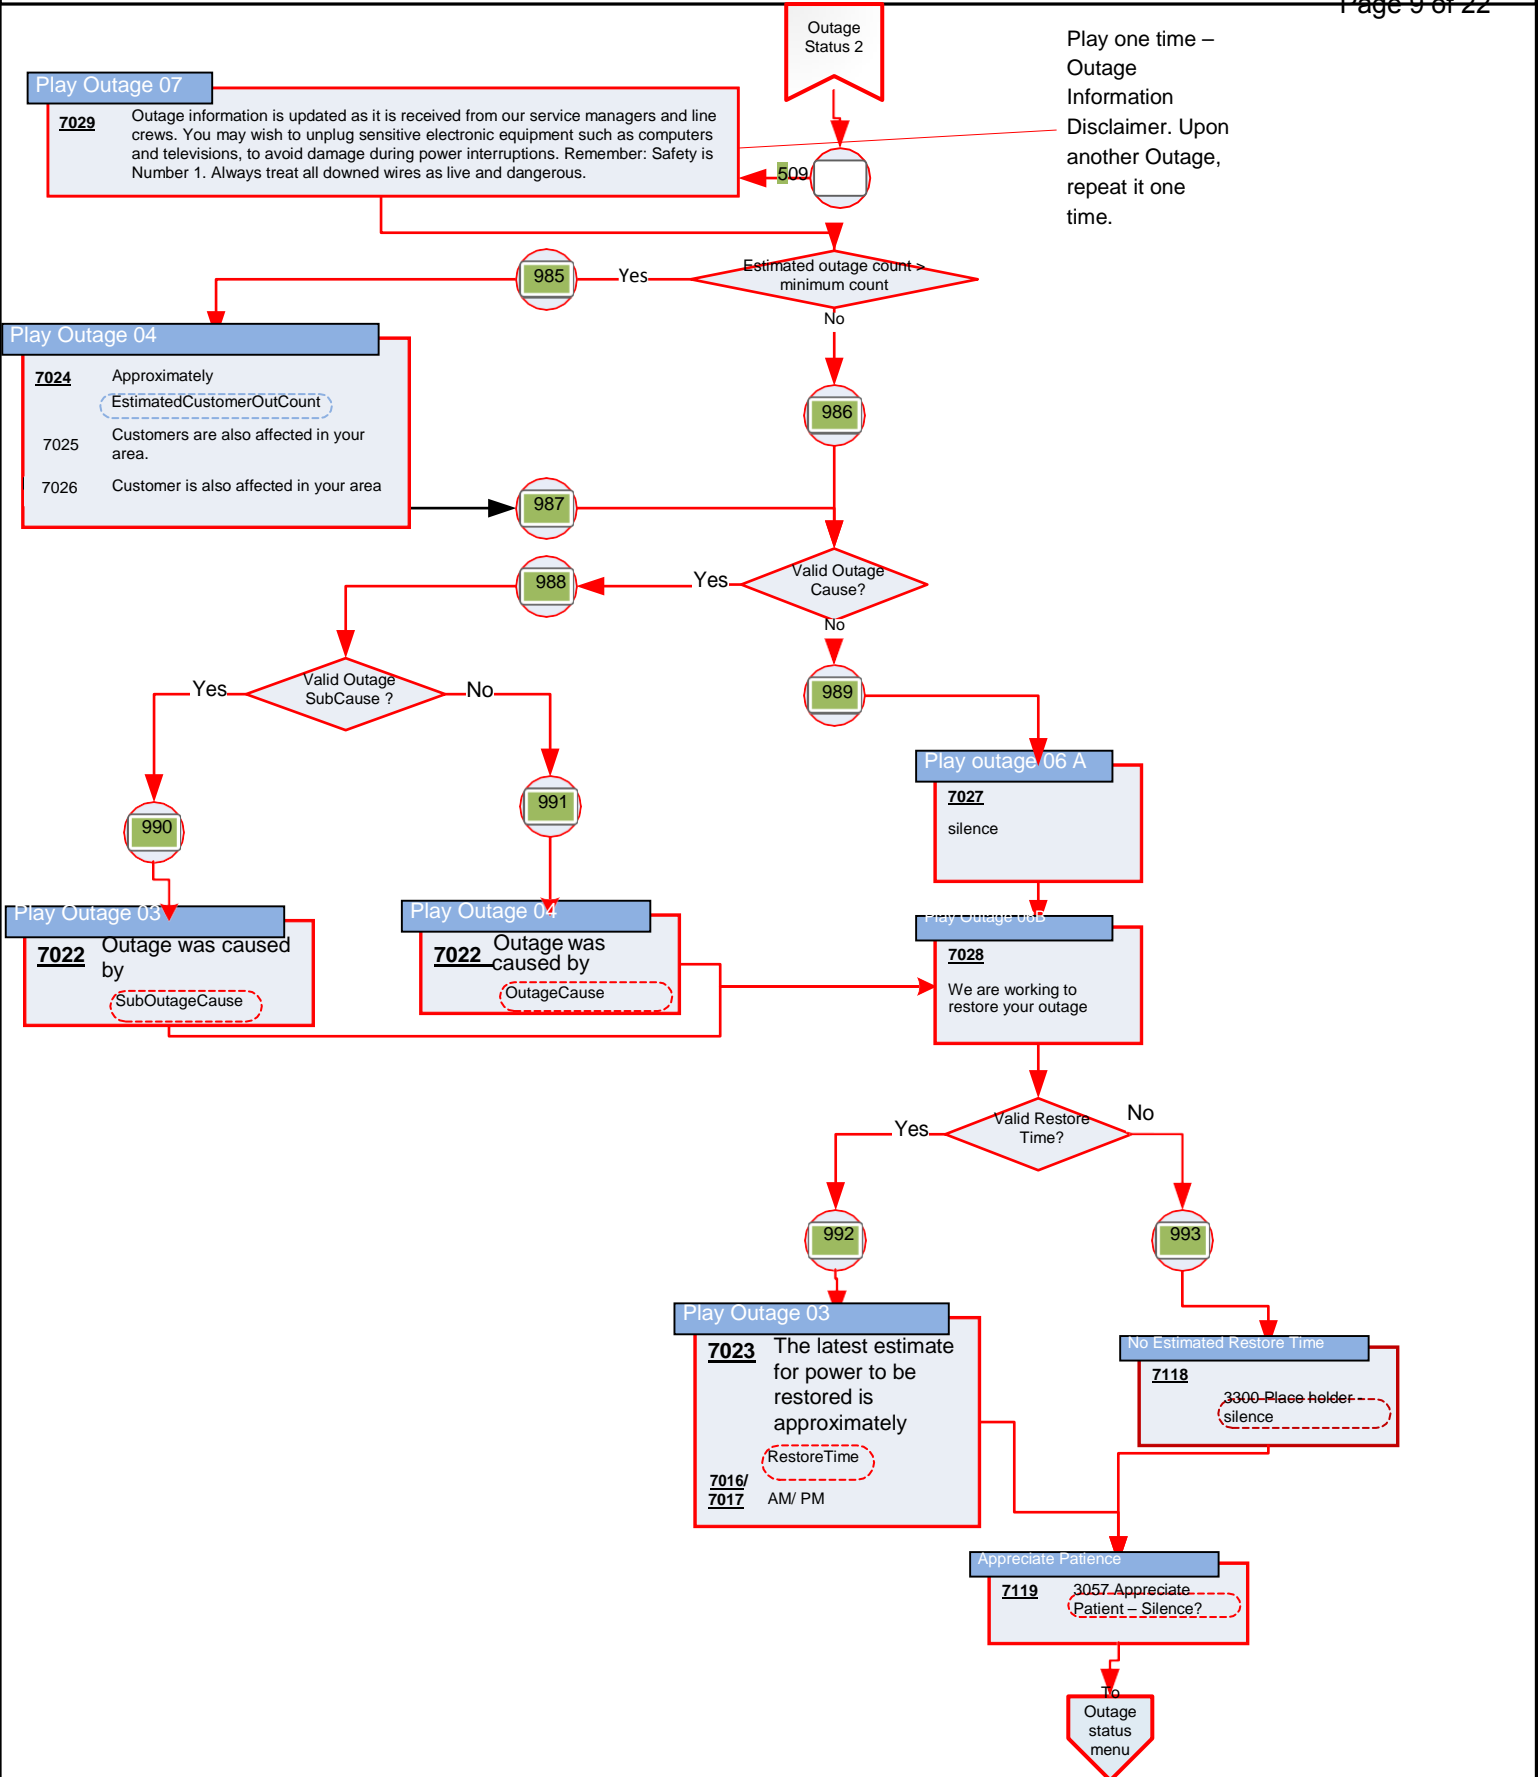 Page 9 of 22
Outage
Status 2
Play one time –
Outage
Information
Disclaimer. Upon
another Outage,
repeat it one
time.
Play Outage 07
7029
Outage information is updated as it is received from our service managers and line
crews. You may wish to unplug sensitive electronic equipment such as computers
and televisions, to avoid damage during power interruptions. Remember: Safety is
Number 1. Always treat all downed wires as live and dangerous.
509
Estimated outage count >
minimum count
Yes
985
No
986
Play Outage 04
7024 Approximately
EstimatedCustomerOutCount
7025
Customers are also affected in your
area.
7026 Customer is also affected in your area
987
Valid Outage
Cause?
Yes
988
No
989
Valid Outage
SubCause ?
Yes
No
990
991
Play outage 06 A
7027
silence
Play Outage 03
7022
Outage was caused
by
SubOutageCause
Play Outage 04
7022
Outage was
caused by
OutageCause
Play Outage 06B
7028
We are working to
restore your outage
Valid Restore
Time?
Yes
No
992
993
Play Outage 03
7023
The latest estimate
for power to be
restored is
approximately
RestoreTime
7016/
7017 AM/ PM
No Estimated Restore Time
7118
3300 Place holder -
silence
Appreciate Patience
7119
3057 Appreciate
Patient – Silence?
To
Outage
status
menu